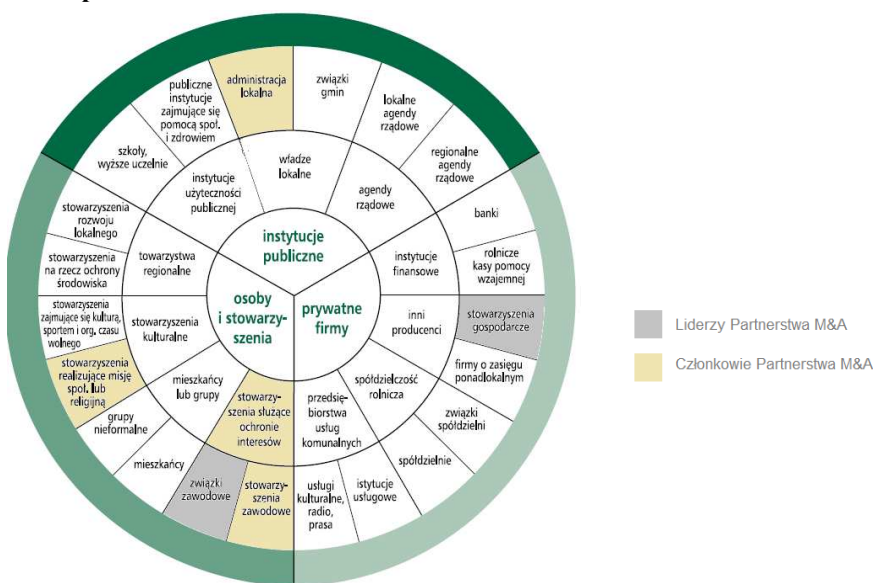 publiczne
instytucje
zajmujące się
pomocą społ.
i zdrowiem
administracja
lokalna
związki
gmin
lokalne
agendy
rządowe
regionalne
agendy
rządowe
szkoły,
wyższe uczelnie
instytucje
użyteczności
publicznej
władze
lokalne
agendy
rządowe
banki
rolnicze
kasy pomocy
wzajemnej
stowarzyszenia
gospodarcze
firmy o zasięgu
ponadlokalnym
związki
spółdzielni
spółdzielnie
istytucje
usługowe
usługi
kulturalne,
radio,
prasa
stowarzy-
szenia
zawodowe
związki
zawodowe
mieszkańcy
grupy
nieformalne
stowarzyszenia
realizujące misję
społ. lub
religijną
stowarzyszenia
zajmujące się kulturą,
sportem i org. czasu
wolnego
stowarzyszenia
na rzecz ochrony
środowiska
stowarzyszenia
rozwoju
lokalnego
towarzystwa
regionalne
stowarzyszenia
kulturalne
mieszkańcy
lub grupy
stowarzy-
szenia służące
ochronie
interesów
przedsię-
biorstwa
usług
komunalnych
spółdzielczość
rolnicza
inni
producenci
instytucje
finansowe
instytucje
publiczne
osoby
i stowarzy-
szenia
prywatne
firmy
Liderzy Partnerstwa M&A
Członkowie Partnerstwa M&A